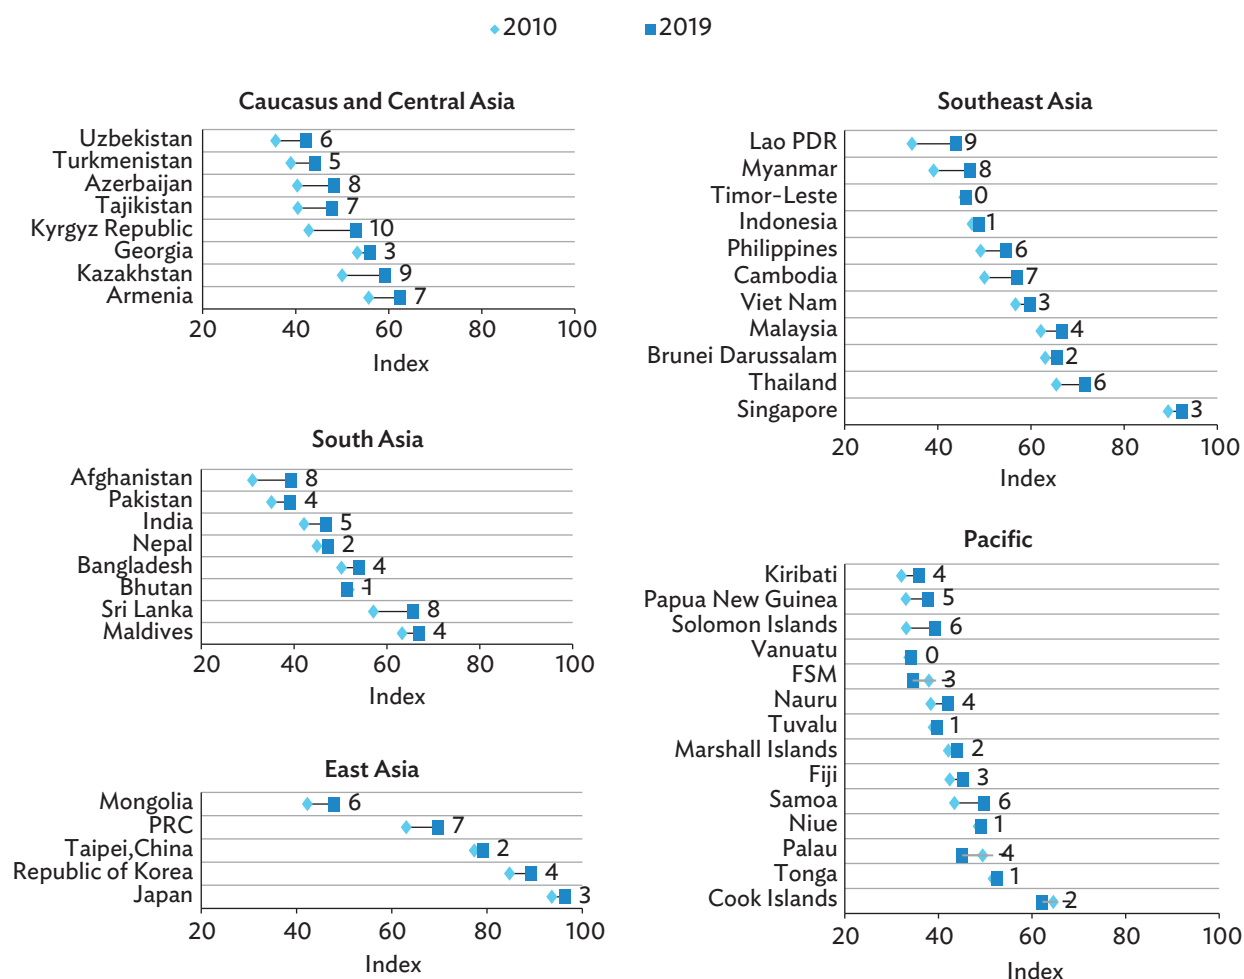 2010 2019
Caucasus and Central Asia
Uzbekistan 6
Turkmenistan 5
Azerbaijan 8
Tajikistan 7
Kyrgyz Republic 10
Georgia 3
Kazakhstan 9
Armenia 7
20 40 60 80 100
Index
South Asia
Afghanistan 8
Pakistan 4
India 5
Nepal 2
Bangladesh 4
Bhutan -1
Sri Lanka 8
Maldives 4
20 40 60 80 100
Index
East Asia
Mongolia 6
PRC 7
Taipei,China 2
Republic of Korea 4
Japan 3
20 40 60 80 100
Index
Southeast Asia
Lao PDR 9
Myanmar 8
Timor-Leste 0
Indonesia 1
Philippines 6
Cambodia 7
Viet Nam 3
Malaysia 4
Brunei Darussalam 2
Thailand 6
Singapore 3
20 40 60 80 100
Index
Pacific
Kiribati 4
Papua New Guinea 5
Solomon Islands 6
Vanuatu 0
FSM -3
Nauru 4
Tuvalu 1
Marshall Islands 2
Fiji 3
Samoa 6
Niue 1
Palau -4
Tonga 1
Cook Islands -2
20 40 60 80 100
Index